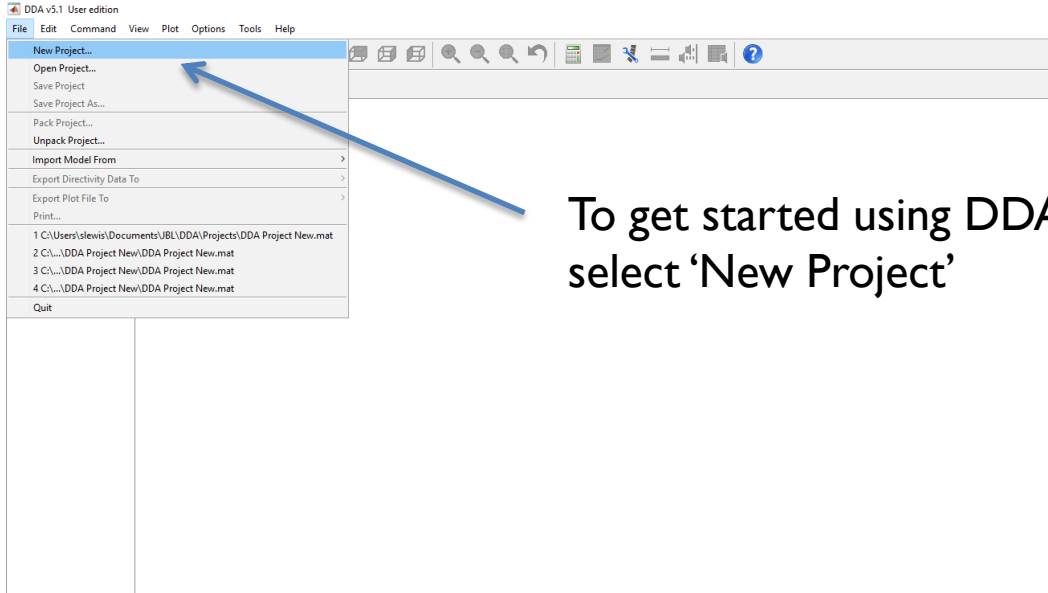 DDA v5.1 User edition
File Edit Command View Plot Options Tools Help
New Project...
Open Project...
Save Project
Save Project As...
Pack Project...
Unpack Project...
Import Model From
Export Directivity Data To
Export Plot File To
Print...
1 C:\Users\slewis\Documents\JBL\DDA\Projects\DDA Project New.mat
2 C:\...\DDA Project New\DDA Project New.mat
3 C:\...\DDA Project New\DDA Project New.mat
4 C:\...\DDA Project New\DDA Project New.mat
Quit
To get started using DDA
select ‘New Project’